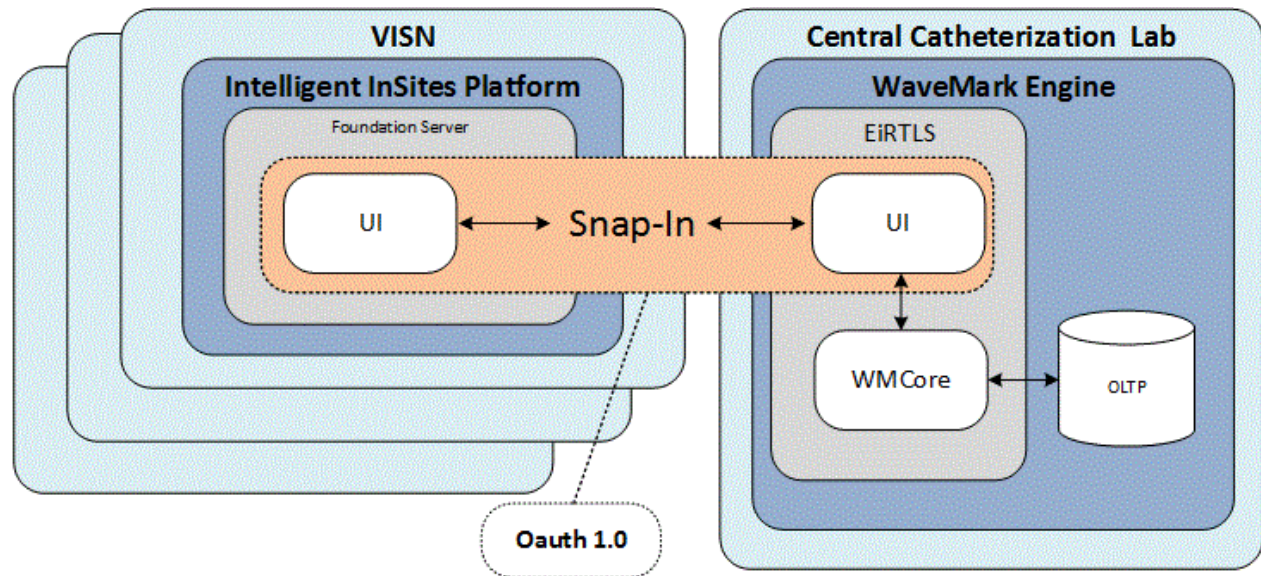 VISN
Intelligent InSites Platform
Foundation Server
UI
Snap-In
Central Catheterization Lab
WaveMark Engine
EiRTLS
UI
WMCore
OLTP
Oauth 1.0